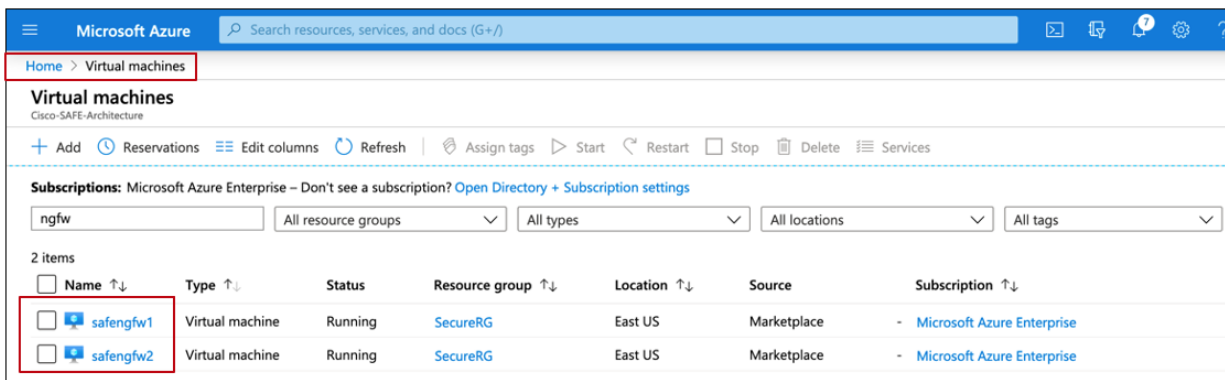 Microsoft Azure Search resources, services, and docs (G+/) 7
Home > Virtual machines
Virtual machines
Cisco-SAFE-Architecture
+ Add Reservations Edit columns Refresh Assign tags Start Restart Stop Delete Services
Subscriptions: Microsoft Azure Enterprise – Don't see a subscription? Open Directory + Subscription settings
ngfw All resource groups All types All locations All tags
2 items
Name ↑↓ Type ↑↓ Status Resource group ↑↓ Location ↑↓ Source Subscription ↑↓
safengfw1 Virtual machine Running SecureRG East US Marketplace - Microsoft Azure Enterprise
safengfw2 Virtual machine Running SecureRG East US Marketplace - Microsoft Azure Enterprise